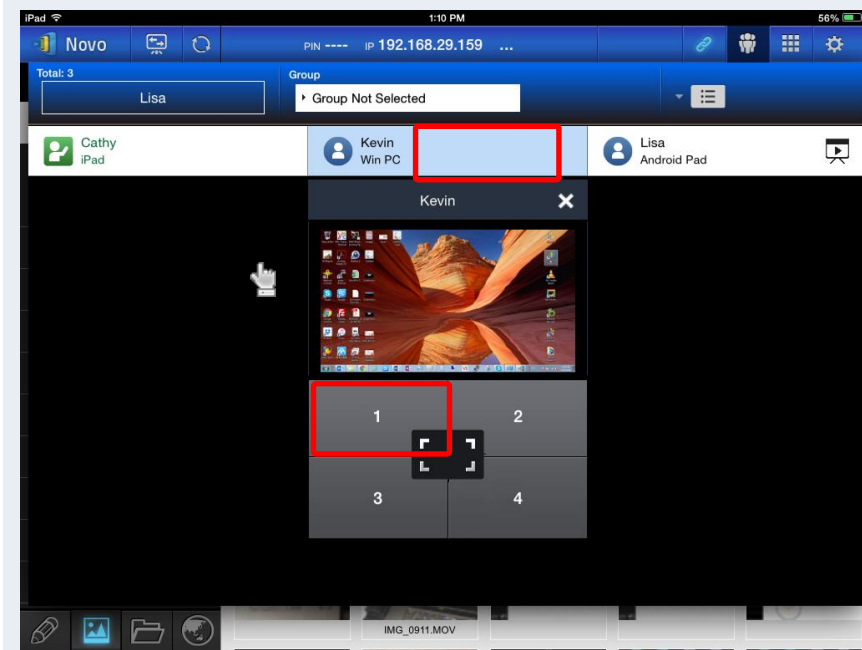 iPad 1:10 PM 56%
Novo PIN ---- IP 192.168.29.159 ...
Total: 3 Group
Lisa Group Not Selected
Cathy Kevin Lisa
iPad Win PC Android Pad
Kevin
1 2
3 4
IMG_0911.MOV